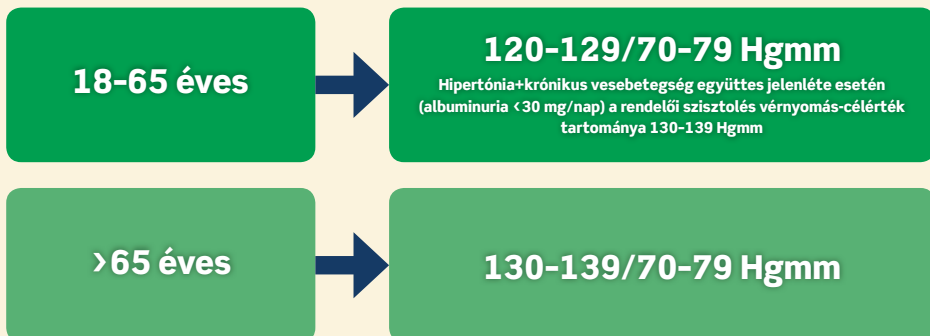 18-65 éves
120-129/70-79 Hgmm
Hipertónia+krónikus vesebetegség együttes jelenléte esetén
(albuminuria <30 mg/nap) a rendelői szisztolés vérnyomás-célérték
tartománya 130-139 Hgmm
>65 éves
130-139/70-79 Hgmm